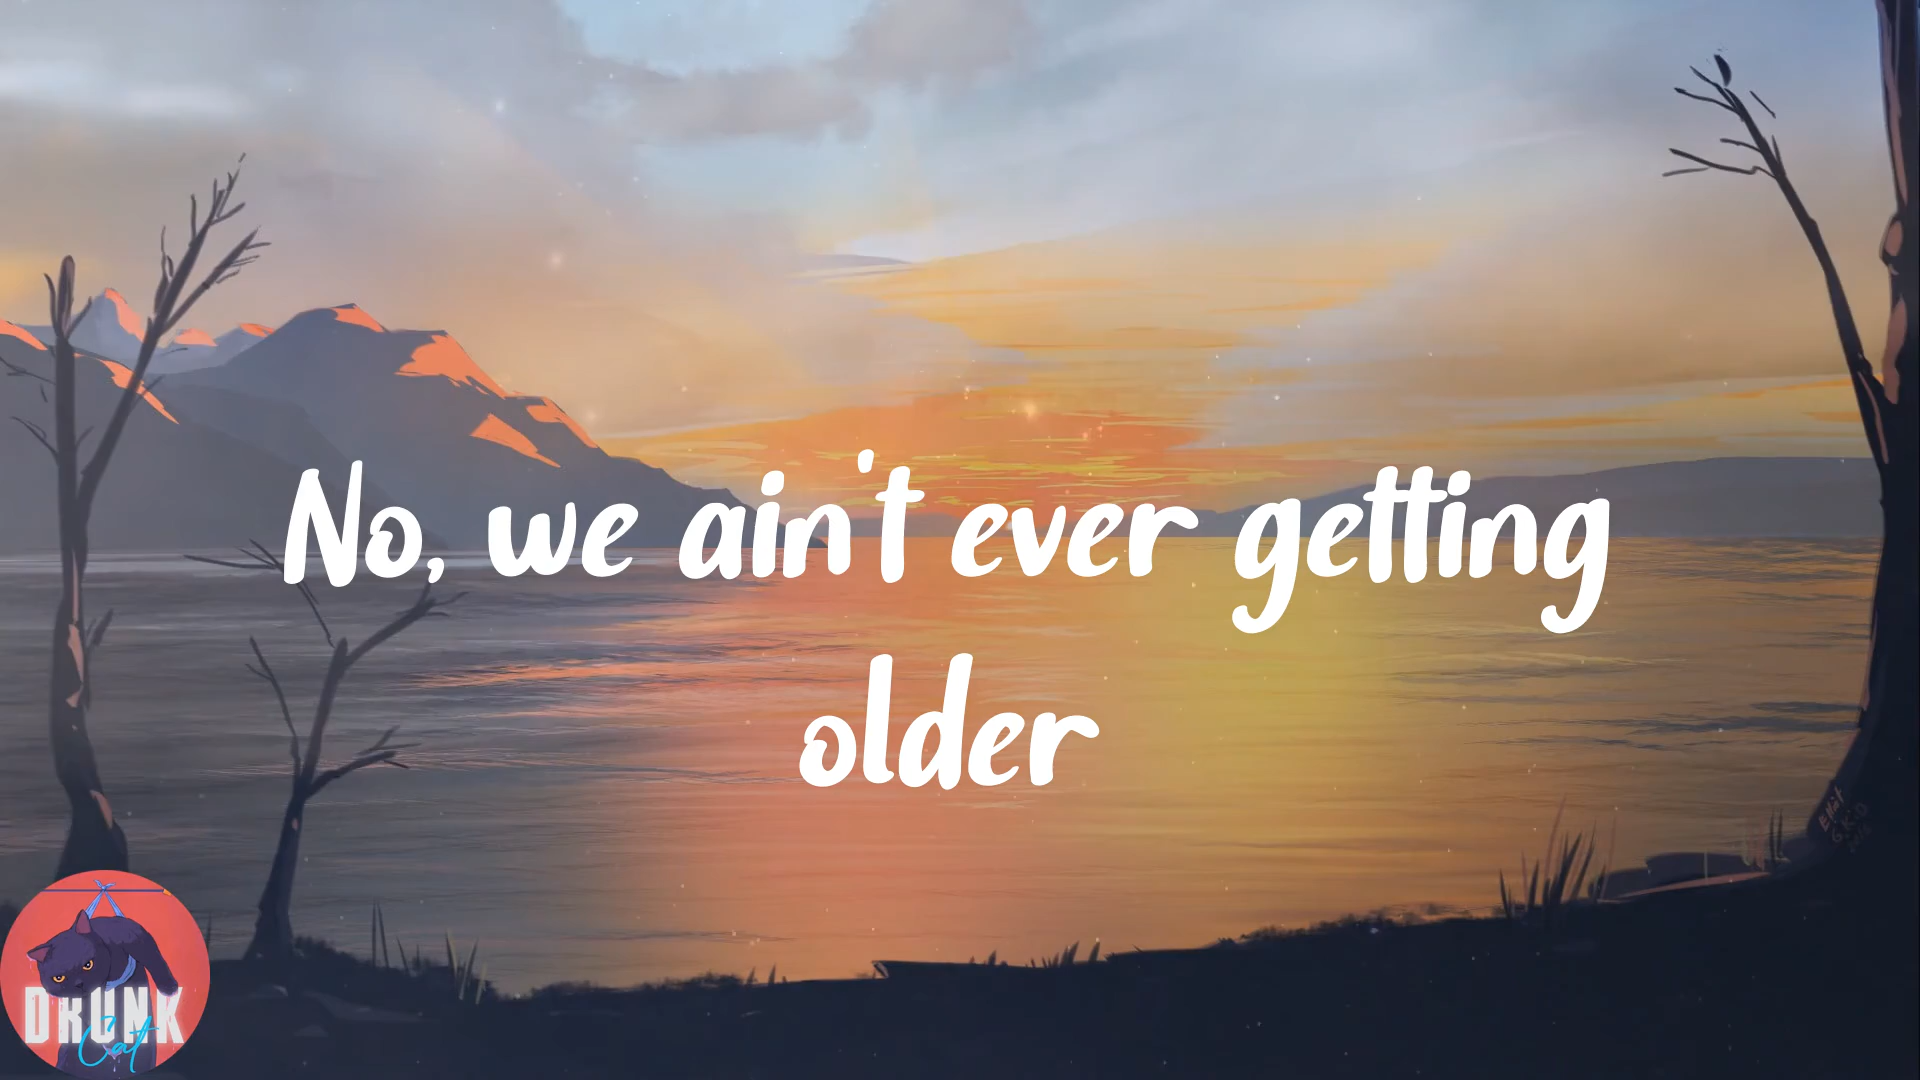 No, we ain't ever getting
older
DRUNK
Cat